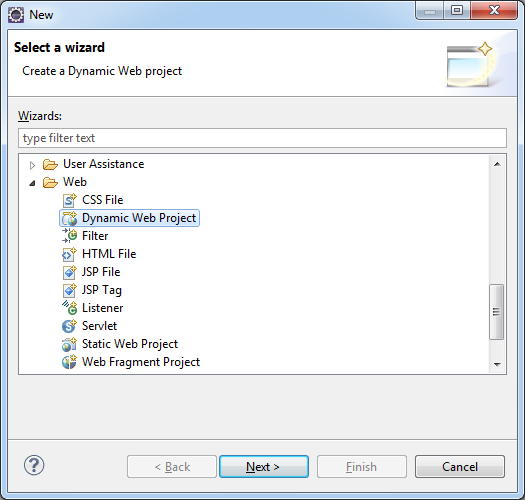 New
Select a wizard
Create a Dynamic Web project
Wizards:
type filter text
User Assistance
Web
CSS File
Dynamic Web Project
Filter
HTML File
JSP File
JSP Tag
Listener
Servlet
Static Web Project
Web Fragment Project
? < Back Next > Finish Cancel